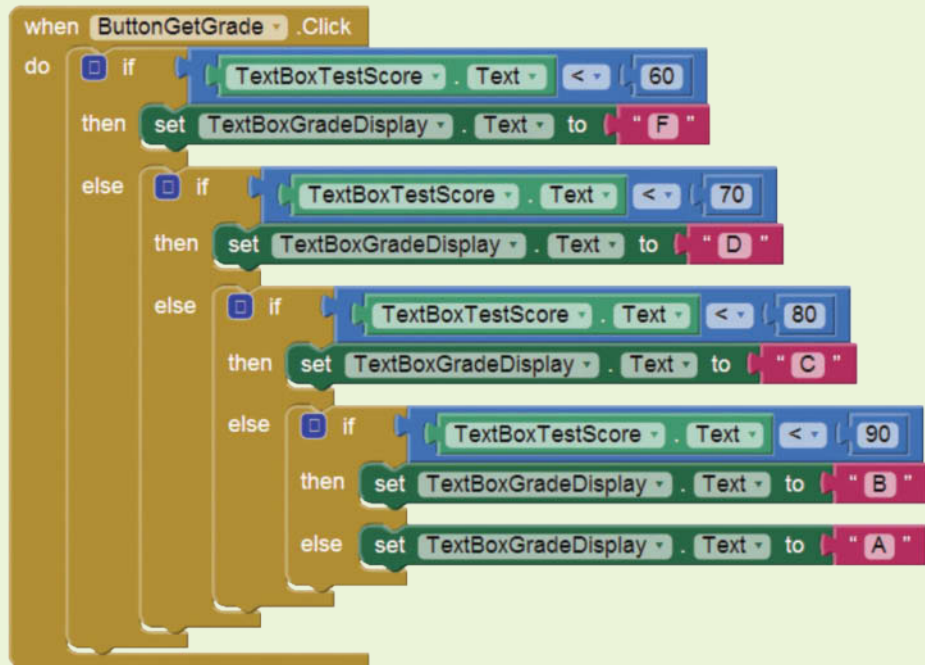 when ButtonGetGrade .Click
do if TextBoxTestScore . Text < 60
then set TextBoxGradeDisplay . Text to " F "
else if TextBoxTestScore . Text < 70
then set TextBoxGradeDisplay . Text to " D "
else if TextBoxTestScore . Text < 80
then set TextBoxGradeDisplay . Text to " C "
else if TextBoxTestScore . Text < 90
then set TextBoxGradeDisplay . Text to " B "
else set TextBoxGradeDisplay . Text to " A "